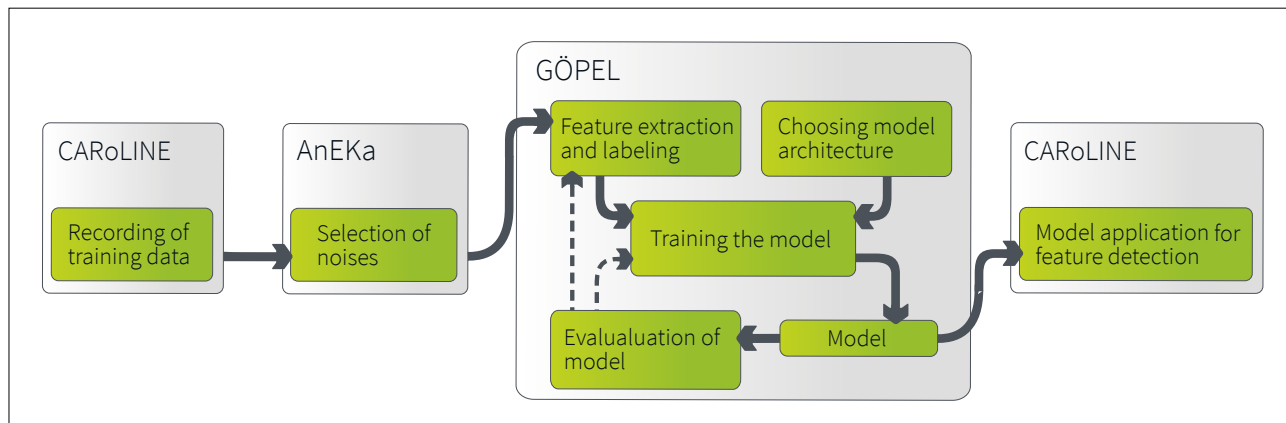 CARoLINE
Recording of
training data
AnEKa
Selection of
noises
GÖPEL
Feature extraction
and labeling
Choosing model
architecture
Training the model
Evalualuation of
model
Model
CARoLINE
Model application for
feature detection